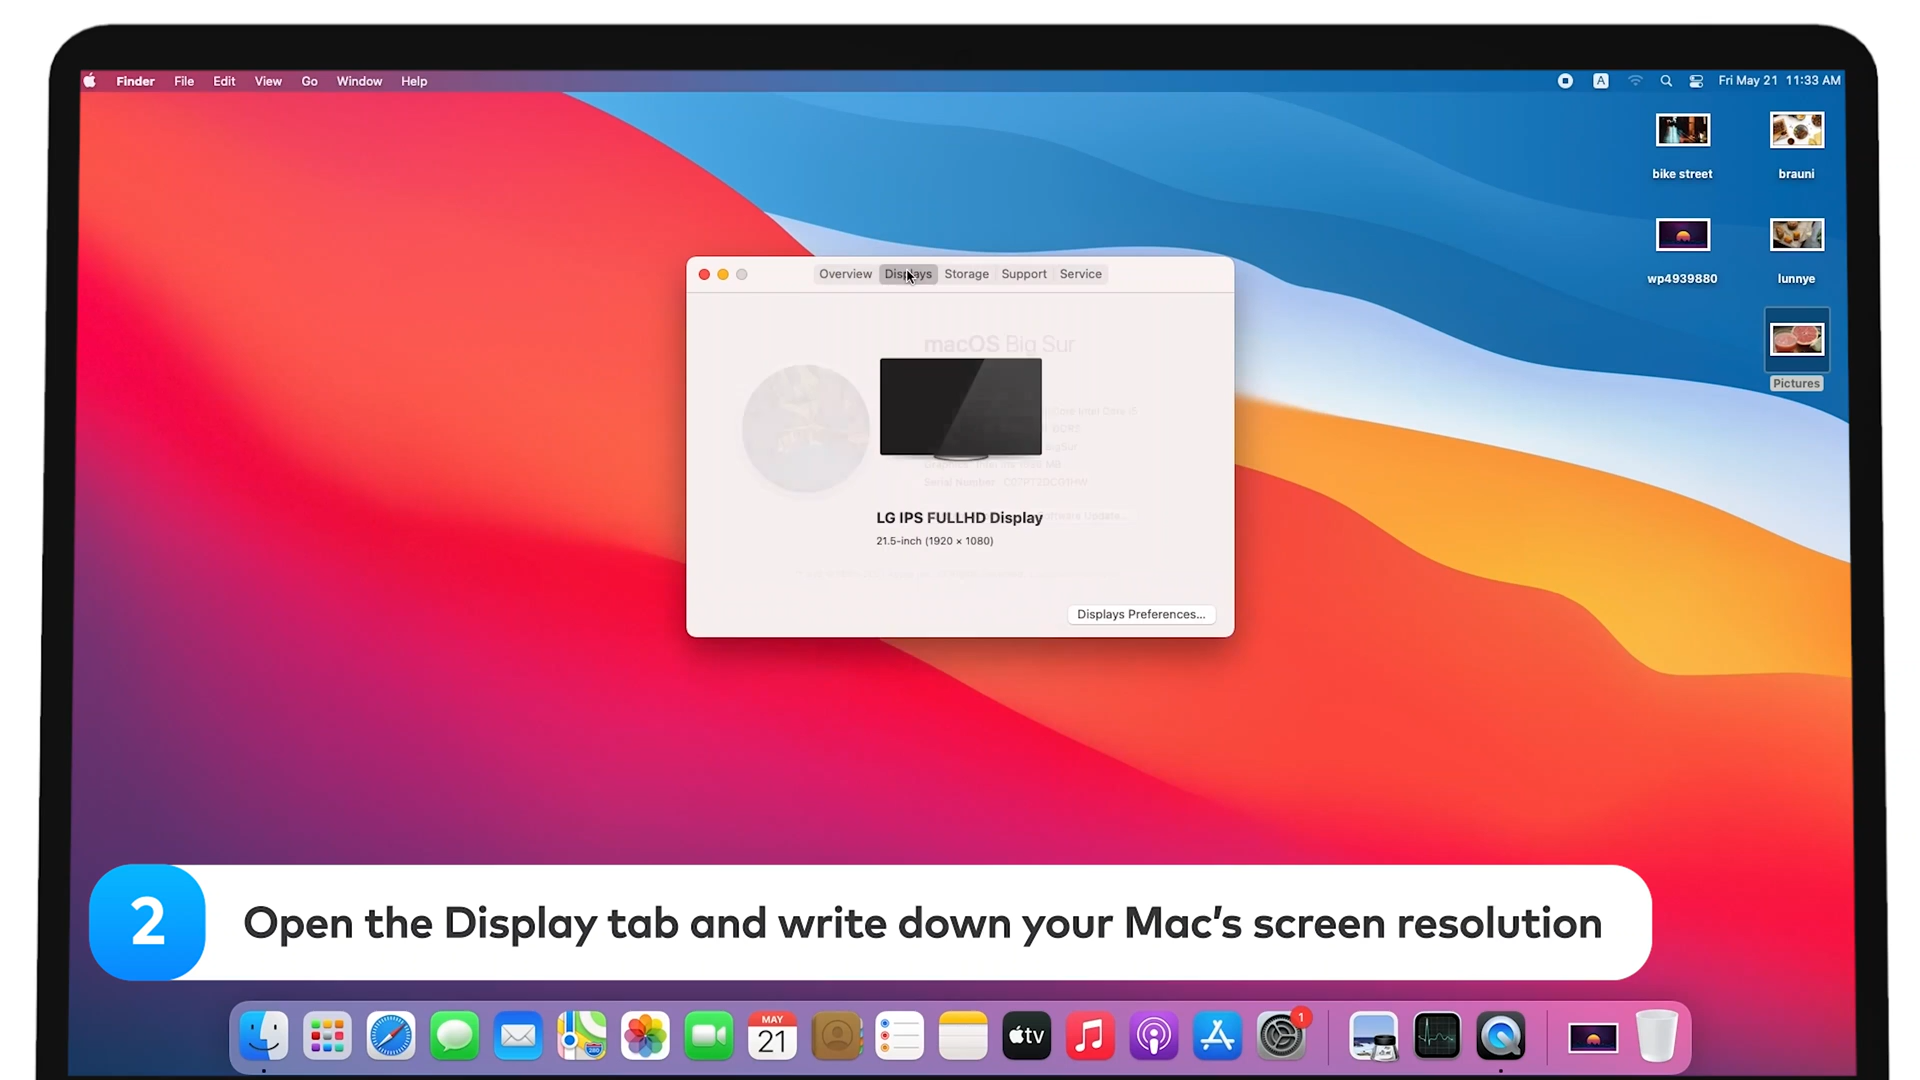 Finder File Edit View Go Window Help
A
Fri May 21 11:33 AM
bike street
brauni
wp4939880
lunnye
Pictures
Overview Displays Storage Support Service
macOS Big Sur
LG IPS FULLHD Display
21.5-inch (1920 × 1080)
Displays Preferences...
2
Open the Display tab and write down your Mac's screen resolution
MAY
21
tv
1